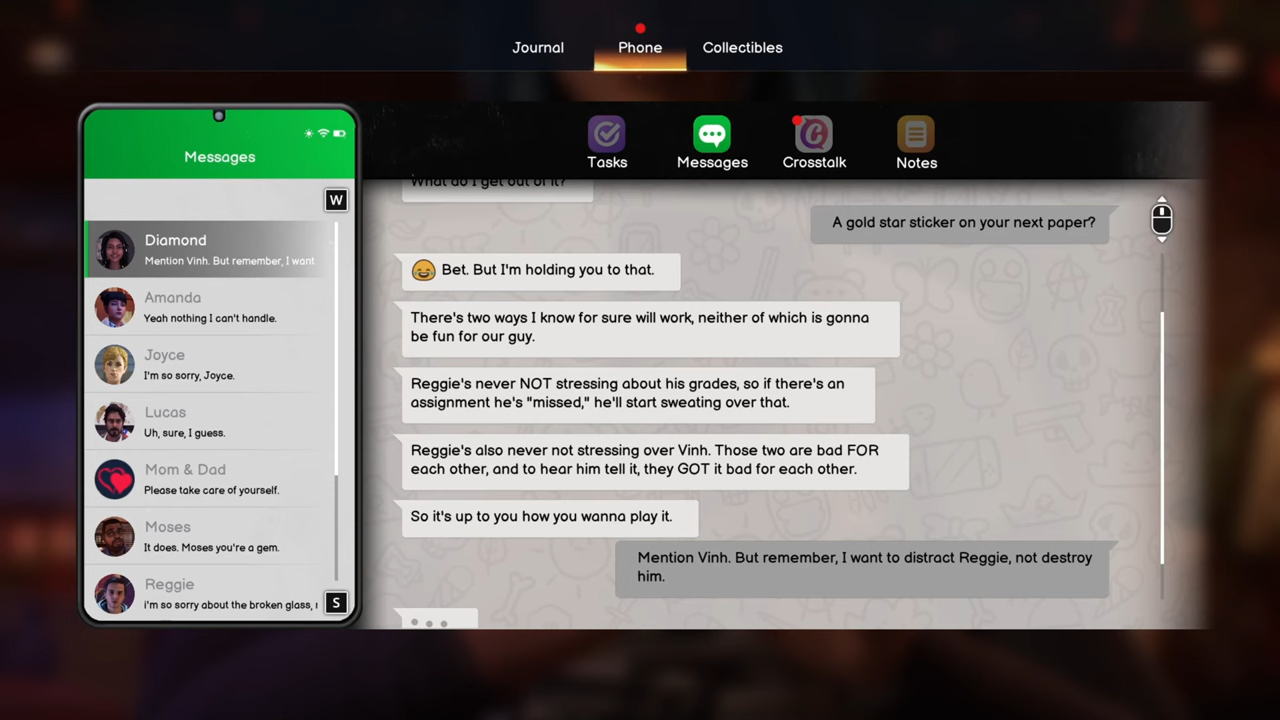 Journal
Phone
Collectibles
Messages
Tasks
Messages
Crosstalk
Notes
W
Diamond
Mention Vinh. But remember, I want
Amanda
Yeah nothing I can't handle.
Joyce
I'm so sorry, Joyce.
Lucas
Uh, sure, I guess.
Mom & Dad
Please take care of yourself.
Moses
It does. Moses you're a gem.
Reggie
i'm so sorry about the broken glass,
S
What do I get out of it?
A gold star sticker on your next paper?
😄 Bet. But I'm holding you to that.
There's two ways I know for sure will work, neither of which is gonna
be fun for our guy.
Reggie's never NOT stressing about his grades, so if there's an
assignment he's "missed," he'll start sweating over that.
Reggie's also never not stressing over Vinh. Those two are bad FOR
each other, and to hear him tell it, they GOT it bad for each other.
So it's up to you how you wanna play it.
Mention Vinh. But remember, I want to distract Reggie, not destroy
him.